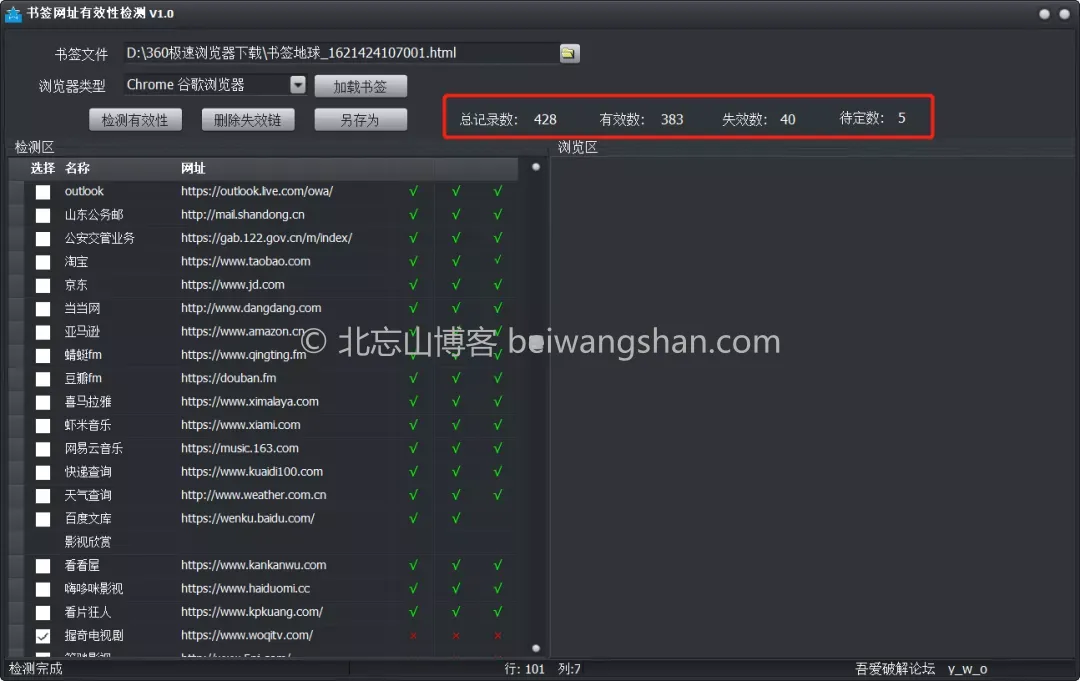 书签网址有效性检测 V1.0
书签文件 D:\360极速浏览器下载\书签地球_1621424107001.html
浏览器类型 Chrome 谷歌浏览器 加载书签
检测有效性 删除失效链 另存为 总记录数: 428 有效数: 383 失效数: 40 待定数: 5
检测区 浏览区
选择 名称 网址
outlook https://outlook.live.com/owa/ √ √ √
山东公务邮 http://mail.shandong.cn √ √ √
公安交管业务 https://gab.122.gov.cn/m/index/ √ √ √
淘宝 https://www.taobao.com √ √ √
京东 https://www.jd.com √ √ √
当当网 http://www.dangdang.com √ √ √
亚马逊 https://www.amazon.cn √ √
© 北忘山博客 beiwangshan.com
蜻蜓fm https://www.qingting.fm √ √ √
豆瓣fm https://douban.fm √ √ √
喜马拉雅 https://www.ximalaya.com √ √ √
虾米音乐 https://www.xiami.com √ √ √
网易云音乐 https://music.163.com √ √ √
快递查询 https://www.kuaidi100.com √ √ √
天气查询 http://www.weather.com.cn √ √ √
百度文库 https://wenku.baidu.com/ √ √
影视欣赏
看看屋 https://www.kankanwu.com √ √ √
嗨哆咪影视 https://www.haiduomi.cc √ √ √
看片狂人 https://www.kpkuang.com/ √ √ √
握奇电视剧 https://www.woqitv.com/ × × ×
检测完成 行: 101 列:7 吾爱破解论坛 y_w_o